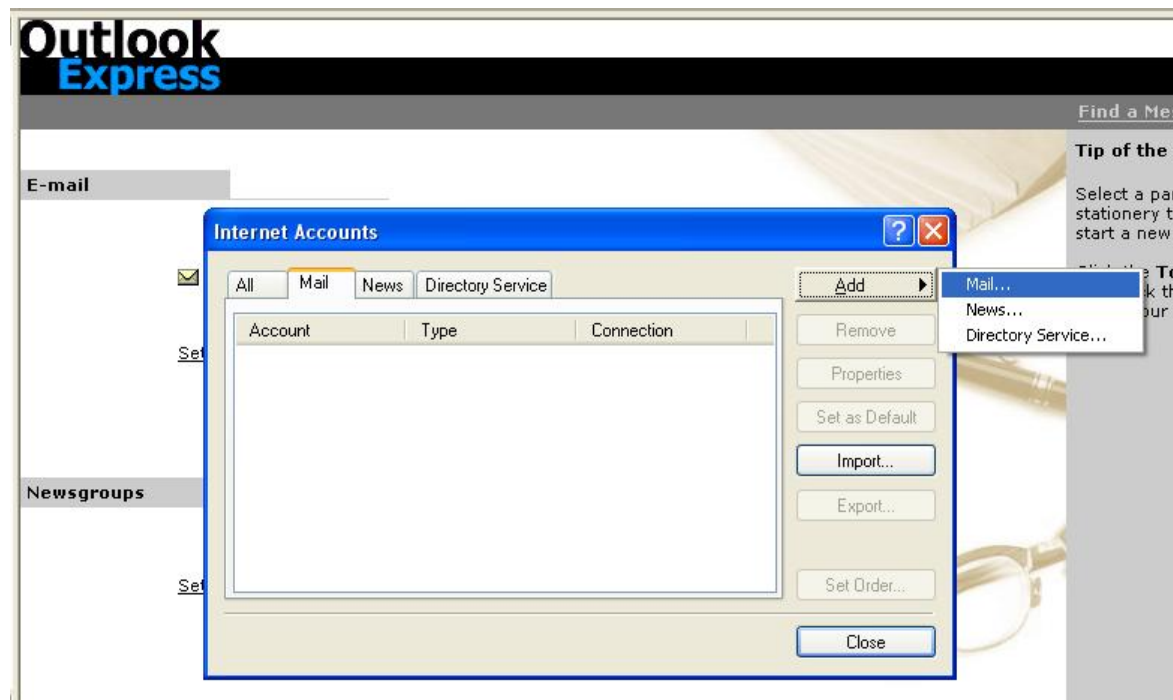 Outlook
Express
Find a Me
Tip of the
E-mail
Select a
stationery
start a new
Internet Accounts
All Mail News Directory Service
Add
Mail...
News...
Directory Service...
Account Type Connection
Remove
Set
Properties
Set as Default
Import...
Newsgroups
Export...
Set
Set Order...
Close